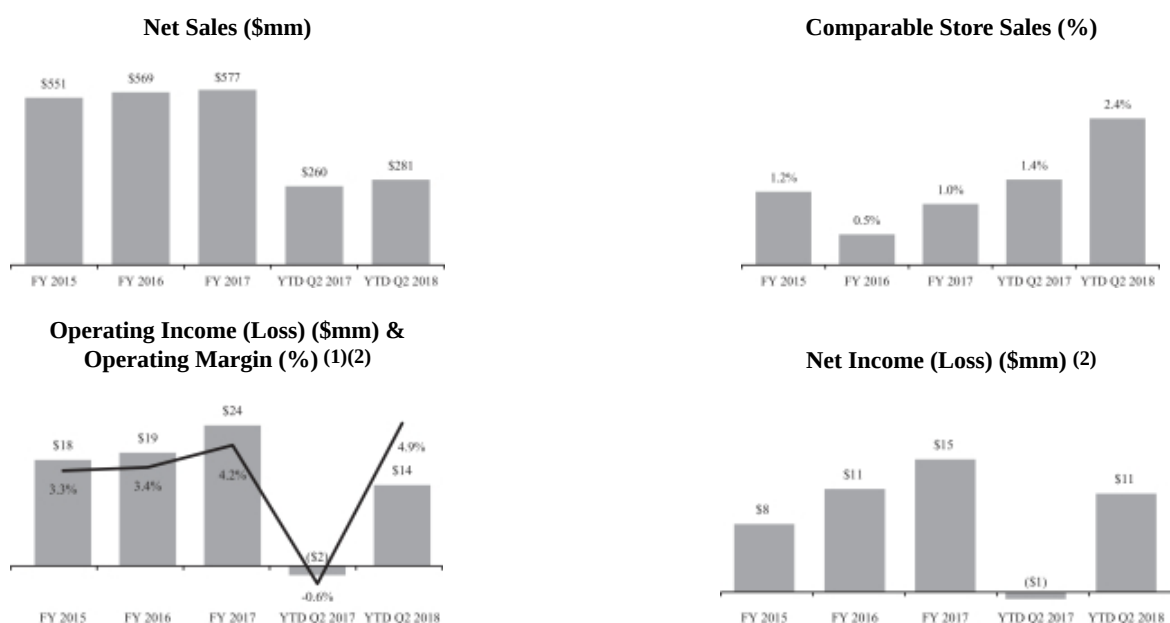 Net Sales ($mm)
$551
$569
$577
$260
$281
FY 2015
FY 2016
FY 2017
YTD Q2 2017
YTD Q2 2018
Comparable Store Sales (%)
1.2%
0.5%
1.0%
1.4%
2.4%
FY 2015
FY 2016
FY 2017
YTD Q2 2017
YTD Q2 2018
Operating Income (Loss) ($mm) &
Operating Margin (%) (1)(2)
$18
$19
$24
($2)
$14
3.3%
3.4%
4.2%
-0.6%
4.9%
FY 2015
FY 2016
FY 2017
YTD Q2 2017
YTD Q2 2018
Net Income (Loss) ($mm) (2)
$8
$11
$15
($1)
$11
FY 2015
FY 2016
FY 2017
YTD Q2 2017
YTD Q2 2018